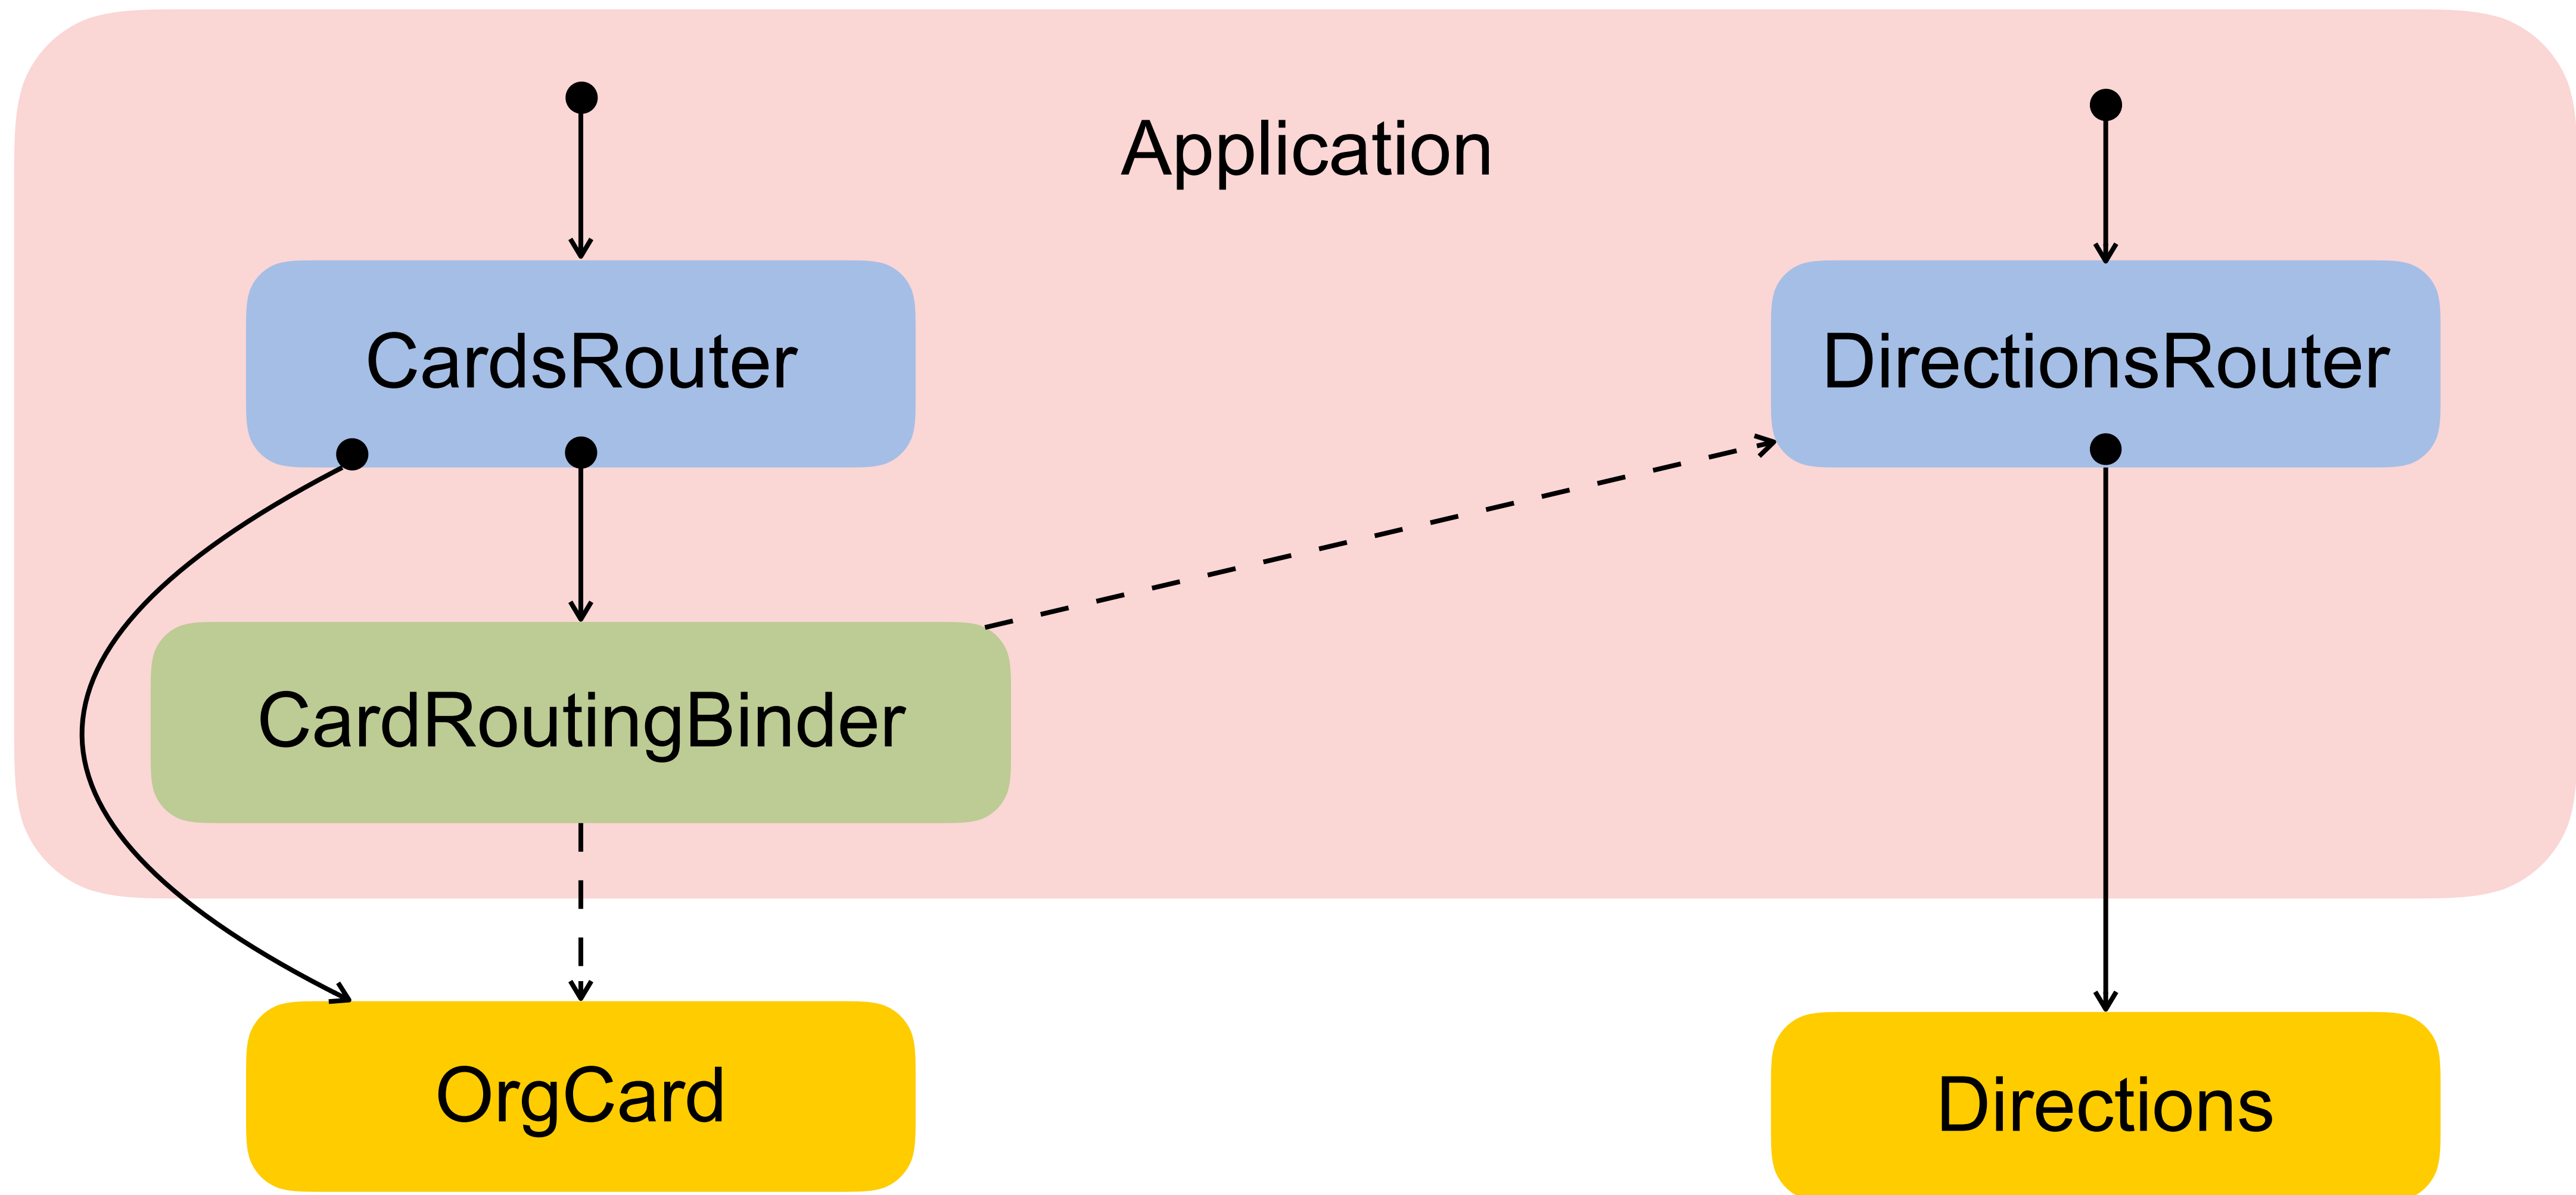 Application
CardsRouter
DirectionsRouter
CardRoutingBinder
OrgCard
Directions